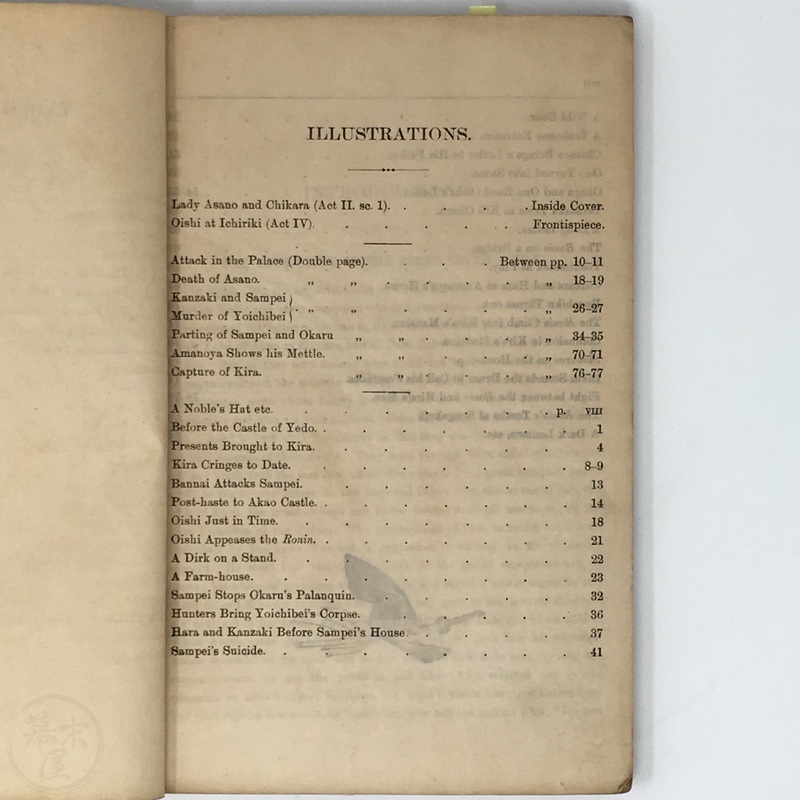 ILLUSTRATIONS.
Lady Asano and Chikara (Act II. sc. 1). . . . . Inside Cover.
Oishi at Ichiriki (Act IV). . . . . . Frontispiece.
Attack in the Palace (Double page). . . . Between pp. 10–11
Death of Asano. „ „ . . . . . „ 18–19
Kanzaki and Sampei
Murder of Yoichibei } „ „ . . . . „ 26–27
Parting of Sampei and Okaru „ „ . . . . „ 34–35
Amanoya Shows his Mettle. „ „ . . . . „ 70–71
Capture of Kira. „ „ . . . . „ 76–77
A Noble's Hat etc. . . . . . . . p. viii
Before the Castle of Yedo. . . . . . . . 1
Presents Brought to Kira. . . . . . . 4
Kira Cringes to Date. . . . . . . . 8–9
Bannai Attacks Sampei. . . . . . . 13
Post-haste to Akao Castle. . . . . . . . 14
Oishi Just in Time. . . . . . . . 18
Oishi Appeases the Ronin. . . . . . . . 21
A Dirk on a Stand. . . . . . . . 22
A Farm-house. . . . . . . . . 23
Sampei Stops Okaru's Palanquin. . . . . . 32
Hunters Bring Yoichibei's Corpse. . . . . . 36
Hara and Kanzaki Before Sampei's House . . . . . 37
Sampei's Suicide. . . . . . . . . 41
幕末屋